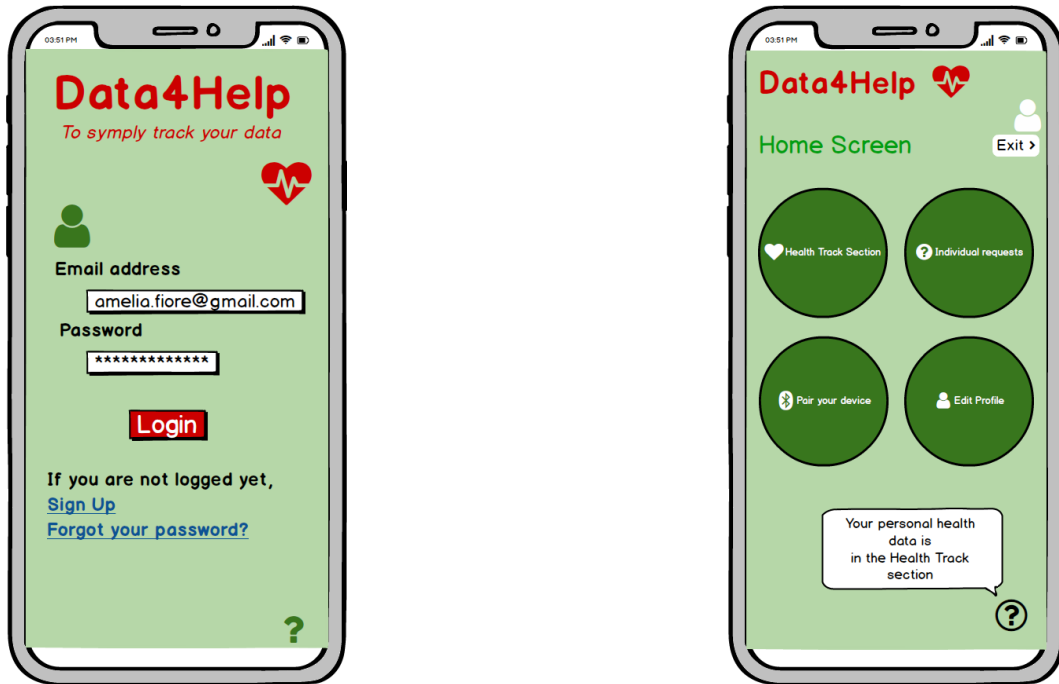 03:51 PM
Data4Help
To symply track your data
Email address
amelia.fiore@gmail.com
Password
*************
Login
If you are not logged yet,
Sign Up
Forgot your password?
?
03:51 PM
Data4Help
Home Screen
Exit >
Health Track Section
? Individual requests
Pair your device
Edit Profile
Your personal health
data is
in the Health Track
section
?